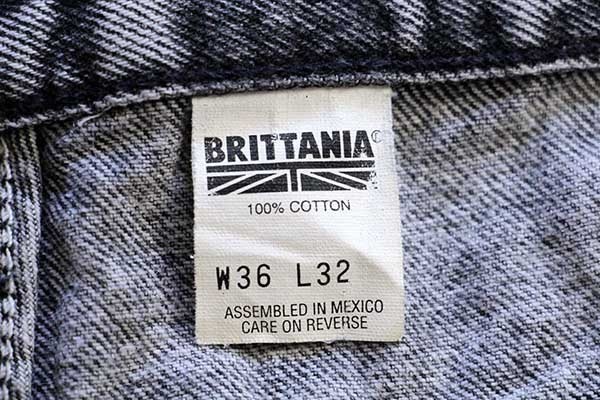 BRITTANIA©
100% COTTON
W36 L32
ASSEMBLED IN MEXICO
CARE ON REVERSE